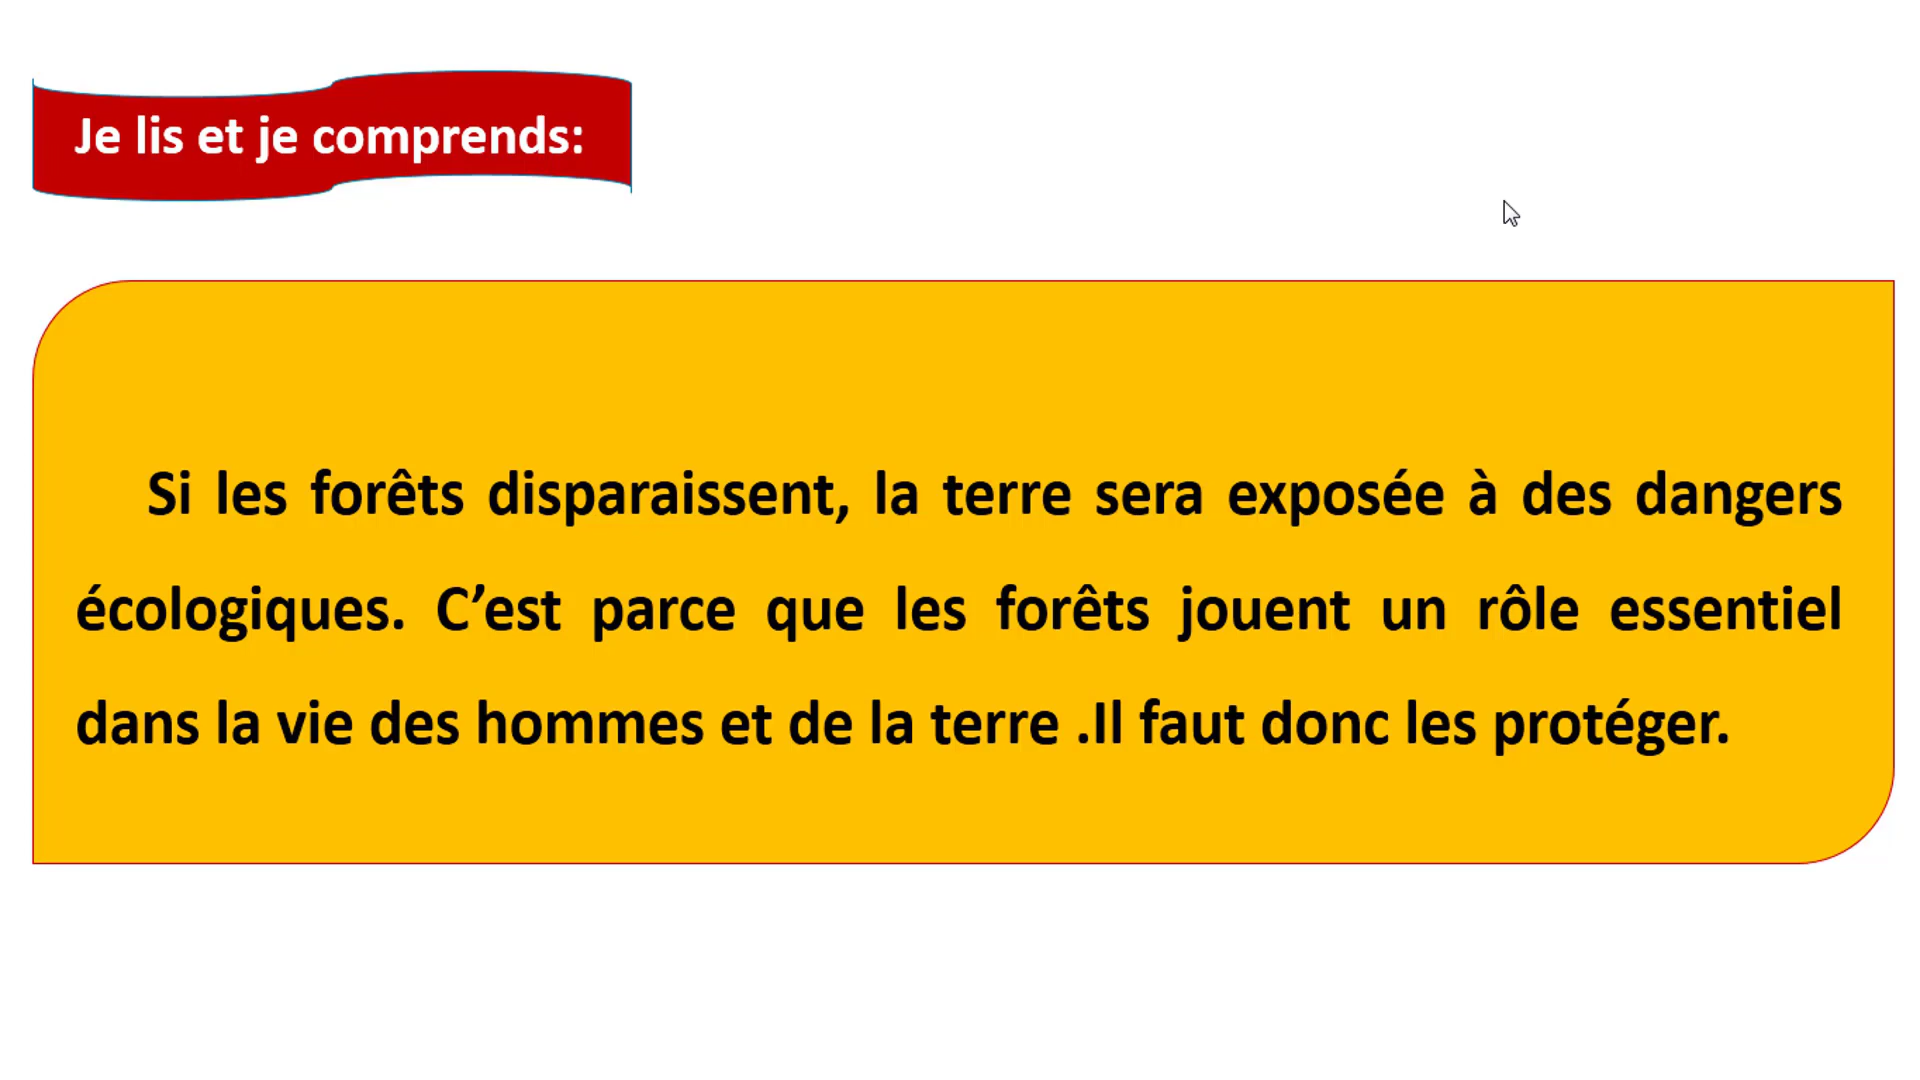 Je lis et je comprends:
Si les forêts disparaissent, la terre sera exposée à des dangers
écologiques. C’est parce que les forêts jouent un rôle essentiel
dans la vie des hommes et de la terre .Il faut donc les protéger.